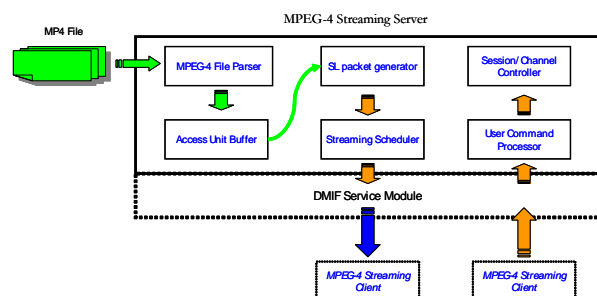 MPEG-4 Streaming Server
MP4 File
MPEG-4 File Parser
SL packet generator
Session/ Channel
Controller
Access Unit Buffer
Streaming Scheduler
User Command
Processor
DMIF Service Module
MPEG-4 Streaming
Client
MPEG-4 Streaming
Client